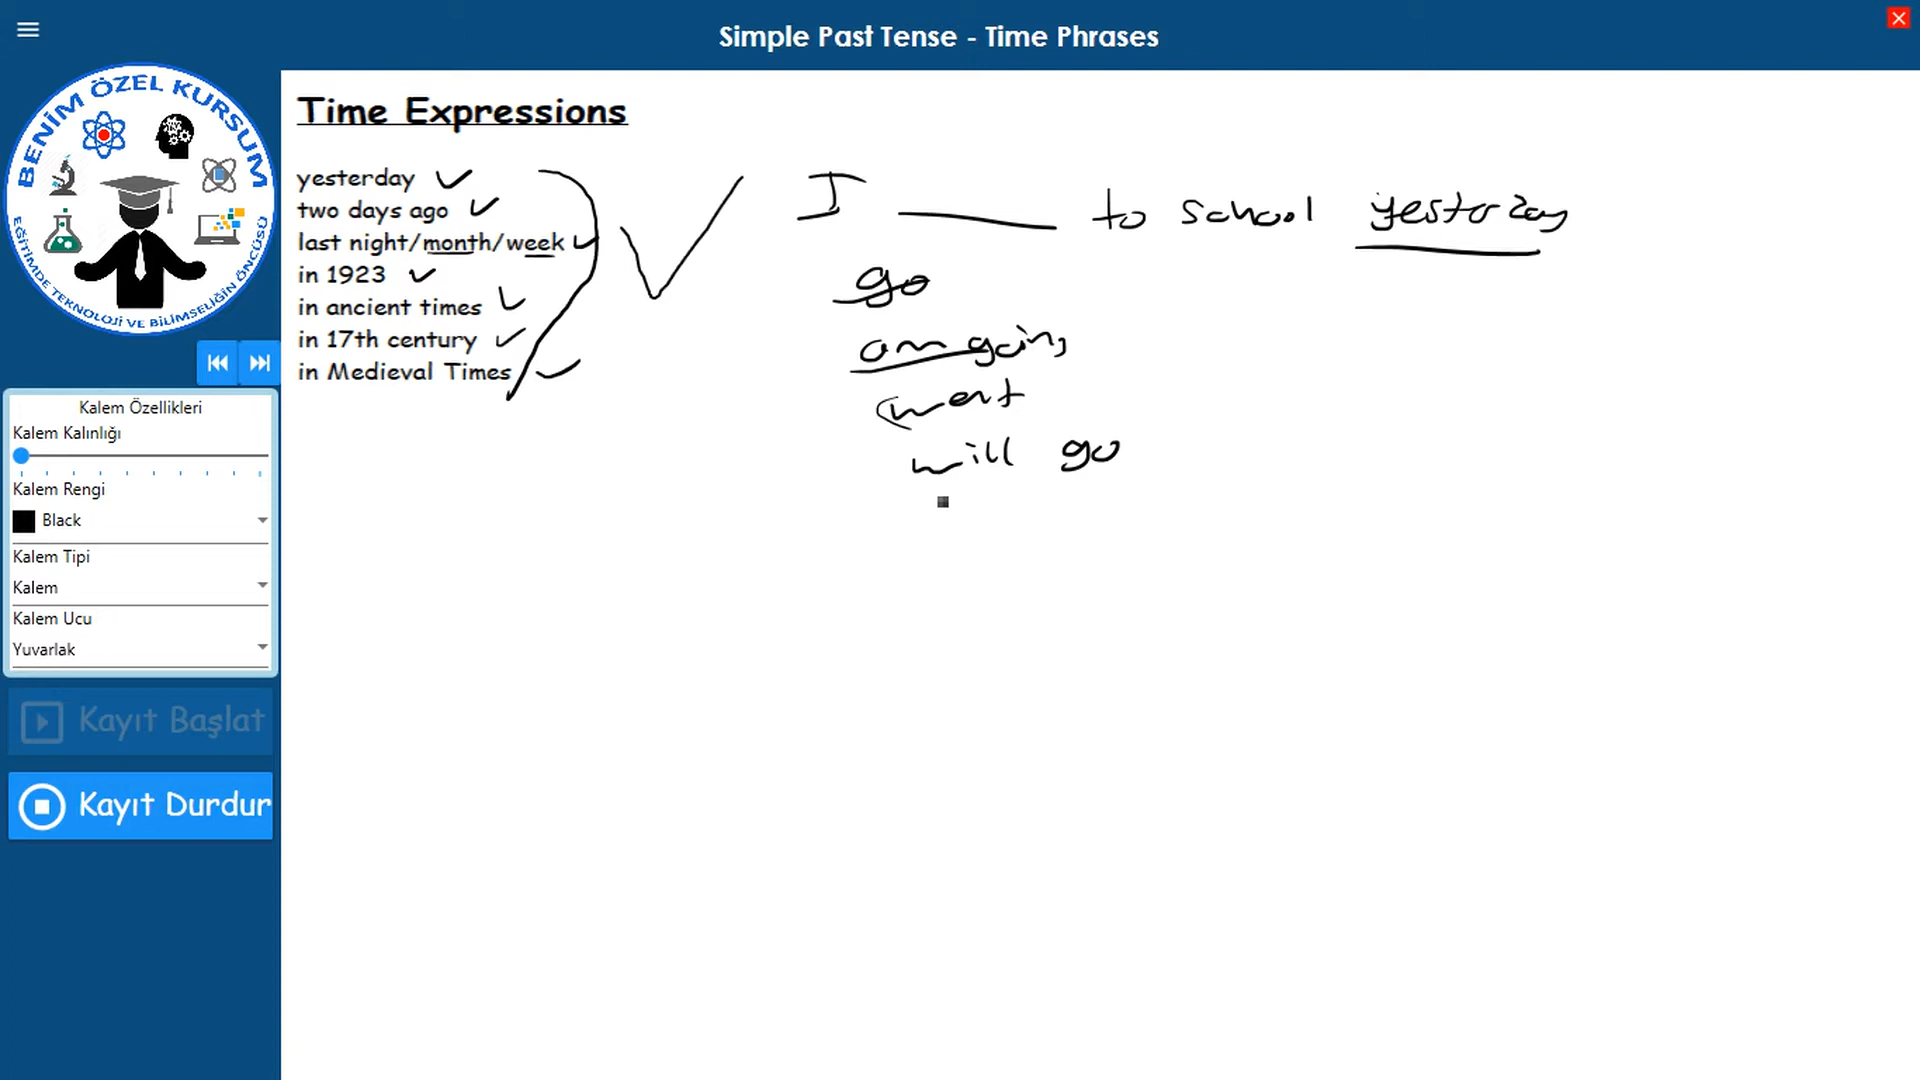 Simple Past Tense - Time Phrases
BENİM ÖZEL KURSUM
EĞİTİMDE TEKNOLOJİ VE BİLİMSELİĞİN ÖNCÜSÜ
Time Expressions
yesterday
two days ago
last night/month/week
in 1923
in ancient times
in 17th century
in Medieval Times
I ____ to school yesterday
go
am going
went
will go
Kalem Özellikleri
Kalem Kalınlığı
Kalem Rengi
Black
Kalem Tipi
Kalem
Kalem Ucu
Yuvarlak
Kayıt Başlat
Kayıt Durdur